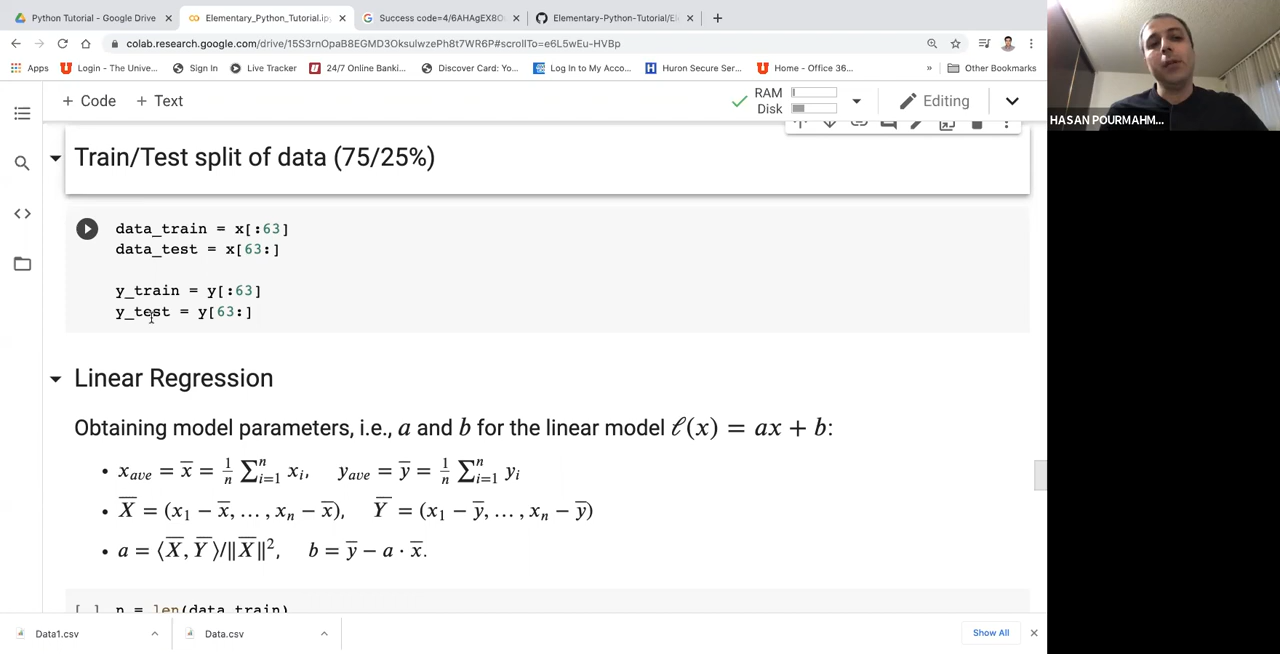 Python Tutorial - Google Drive
Elementary_Python_Tutorial.ip
Success code=4/6AHAgEX8O
Elementary-Python-Tutorial/El
colab.research.google.com/drive/15S3rnOpaB8EGMD3OksulwzePh8t7WR6P#scrollTo=e6L5wEu-HVBp
Apps
Login - The Unive...
Sign In
Live Tracker
24/7 Online Banki...
Discover Card: Yo...
Log In to My Acco...
Huron Secure Ser...
Home - Office 36...
»
Other Bookmarks
+ Code + Text
RAM
Disk
Editing
HASAN POURMAHM...
Train/Test split of data (75/25%)
data_train = x[:63]
data_test = x[63:]
y_train = y[:63]
y_test = y[63:]
Linear Regression
Obtaining model parameters, i.e., a and b for the linear model ℓ(x) = ax + b:
• x_ave = x̄ = 1/n ∑ⁿᵢ₌₁ xᵢ, y_ave = ȳ = 1/n ∑ⁿᵢ₌₁ yᵢ
• X̄ = (x₁ − x̄, … , xₙ − x̄), Ȳ = (x₁ − ȳ, … , xₙ − ȳ)
• a = ⟨X̄, Ȳ⟩/‖X̄‖², b = ȳ − a · x̄.
[ ] n = len(data_train)
Data1.csv
Data.csv
Show All